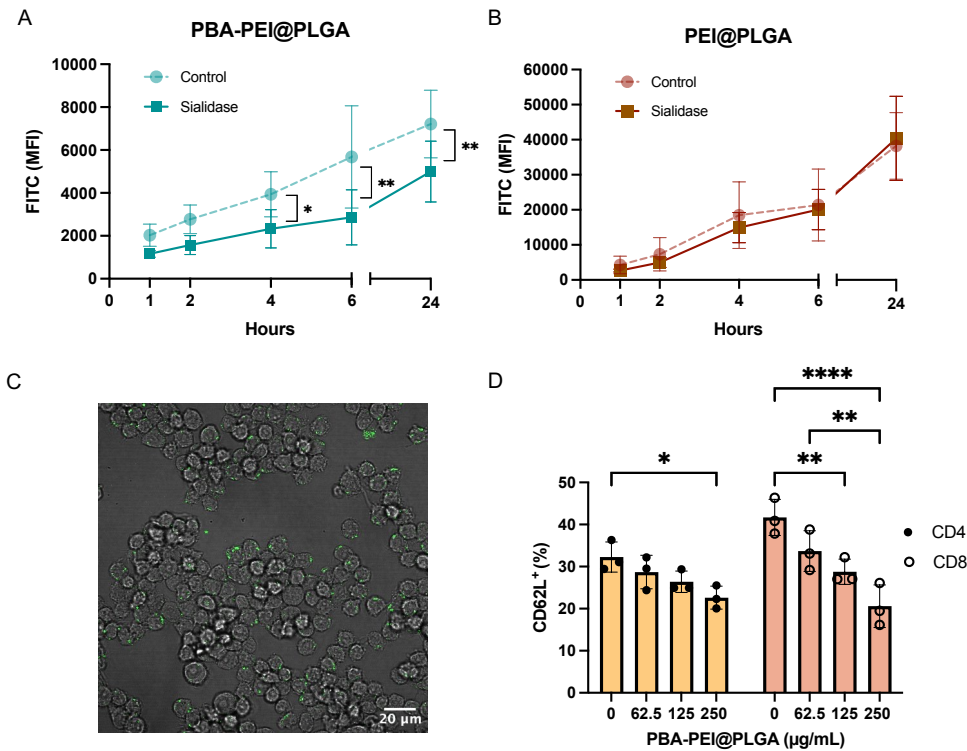 A
PBA-PEI@PLGA
10000
8000
6000
4000
2000
0
FITC (MFI)
Control
Sialidase
*
**
**
0 1 2 4 6 24
Hours
B
PEI@PLGA
60000
50000
40000
30000
20000
10000
0
FITC (MFI)
Control
Sialidase
0 1 2 4 6 24
Hours
C
20 µm
D
****
**
* **
50
40
30
20
10
0
CD62L+ (%)
CD4
CD8
0 62.5 125 250 0 62.5 125 250
PBA-PEI@PLGA (µg/mL)